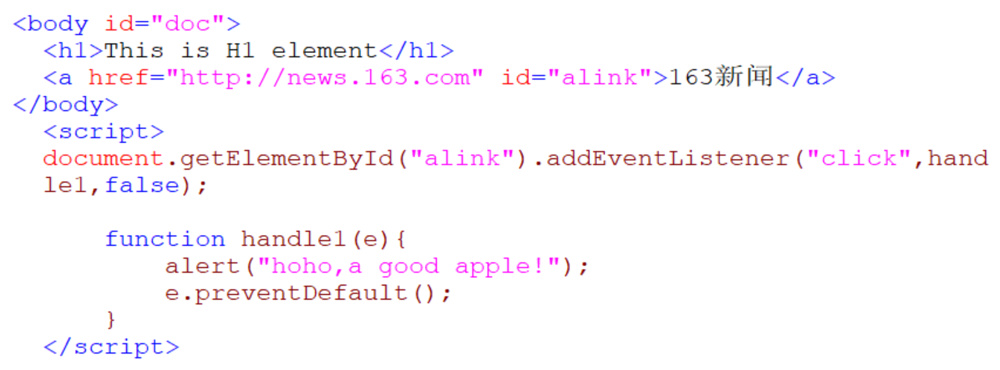 <body id="doc">
  <h1>This is H1 element</h1>
  <a href="http://news.163.com" id="alink">163新闻</a>
</body>
  <script>
  document.getElementById("alink").addEventListener("click",hand
  le1,false);

      function handle1(e){
          alert("hoho,a good apple!");
          e.preventDefault();
      }
  </script>